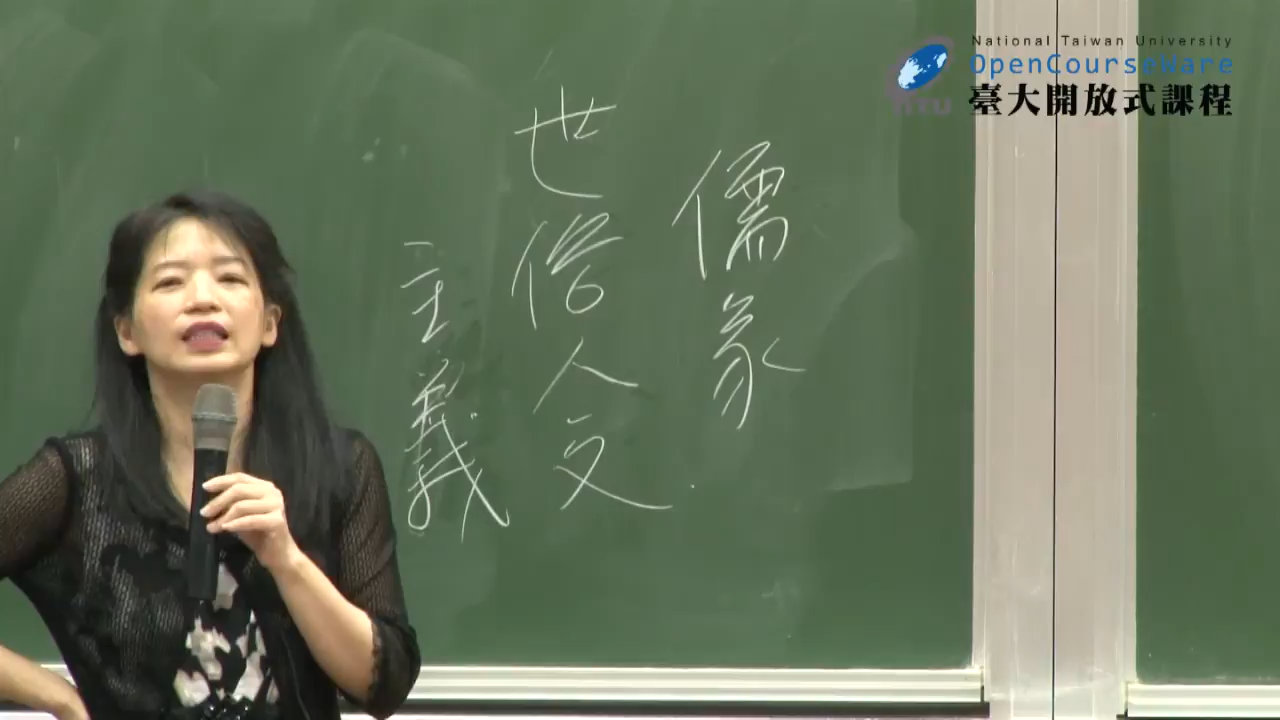 儒家
世俗人文
主義
National Taiwan University
OpenCourseWare
臺大開放式課程
NTU